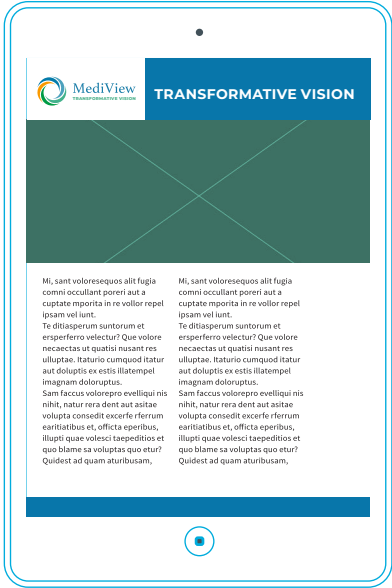 MediView
TRANSFORMATIVE VISION
TRANSFORMATIVE VISION
Mi, sant voloresequos alit fugia
comni occullant poreri aut a
cuptate mporita in re vollor repel
ipsam vel iunt.
Te ditiasperum suntorum et
ersperferro velectur? Que volore
necaectas ut quatisi nusant res
ulluptae. Itaturio cumquod itatur
aut doluptis ex estis illatempel
imagnam doloruptus.
Sam faccus volorepro evelliqui nis
nihit, natur rera dent aut asitae
volupta consedit excerfe rferrum
earitiatibus et, officta eperibus,
illupti quae volesci taepeditios et
quo blame sa voluptas quo etur?
Quidest ad quam aturibusam,
Mi, sant voloresequos alit fugia
comni occullant poreri aut a
cuptate mporita in re vollor repel
ipsam vel iunt.
Te ditiasperum suntorum et
ersperferro velectur? Que volore
necaectas ut quatisi nusant res
ulluptae. Itaturio cumquod itatur
aut doluptis ex estis illatempel
imagnam doloruptus.
Sam faccus volorepro evelliqui nis
nihit, natur rera dent aut asitae
volupta consedit excerfe rferrum
earitiatibus et, officta eperibus,
illupti quae volesci taepeditios et
quo blame sa voluptas quo etur?
Quidest ad quam aturibusam,